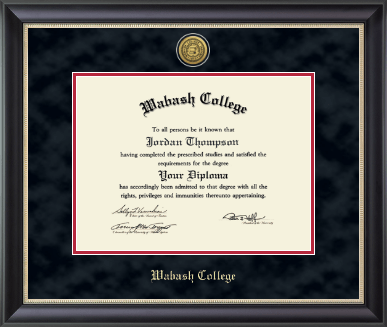 Wabash College
To all persons be it known that
Jordan Thompson
having completed the prescribed studies and satisfied the
requirements for the degree
Your Diploma
has accordingly been admitted to that degree with all the
rights, privileges and immunities thereunto appertaining.
Wabash College